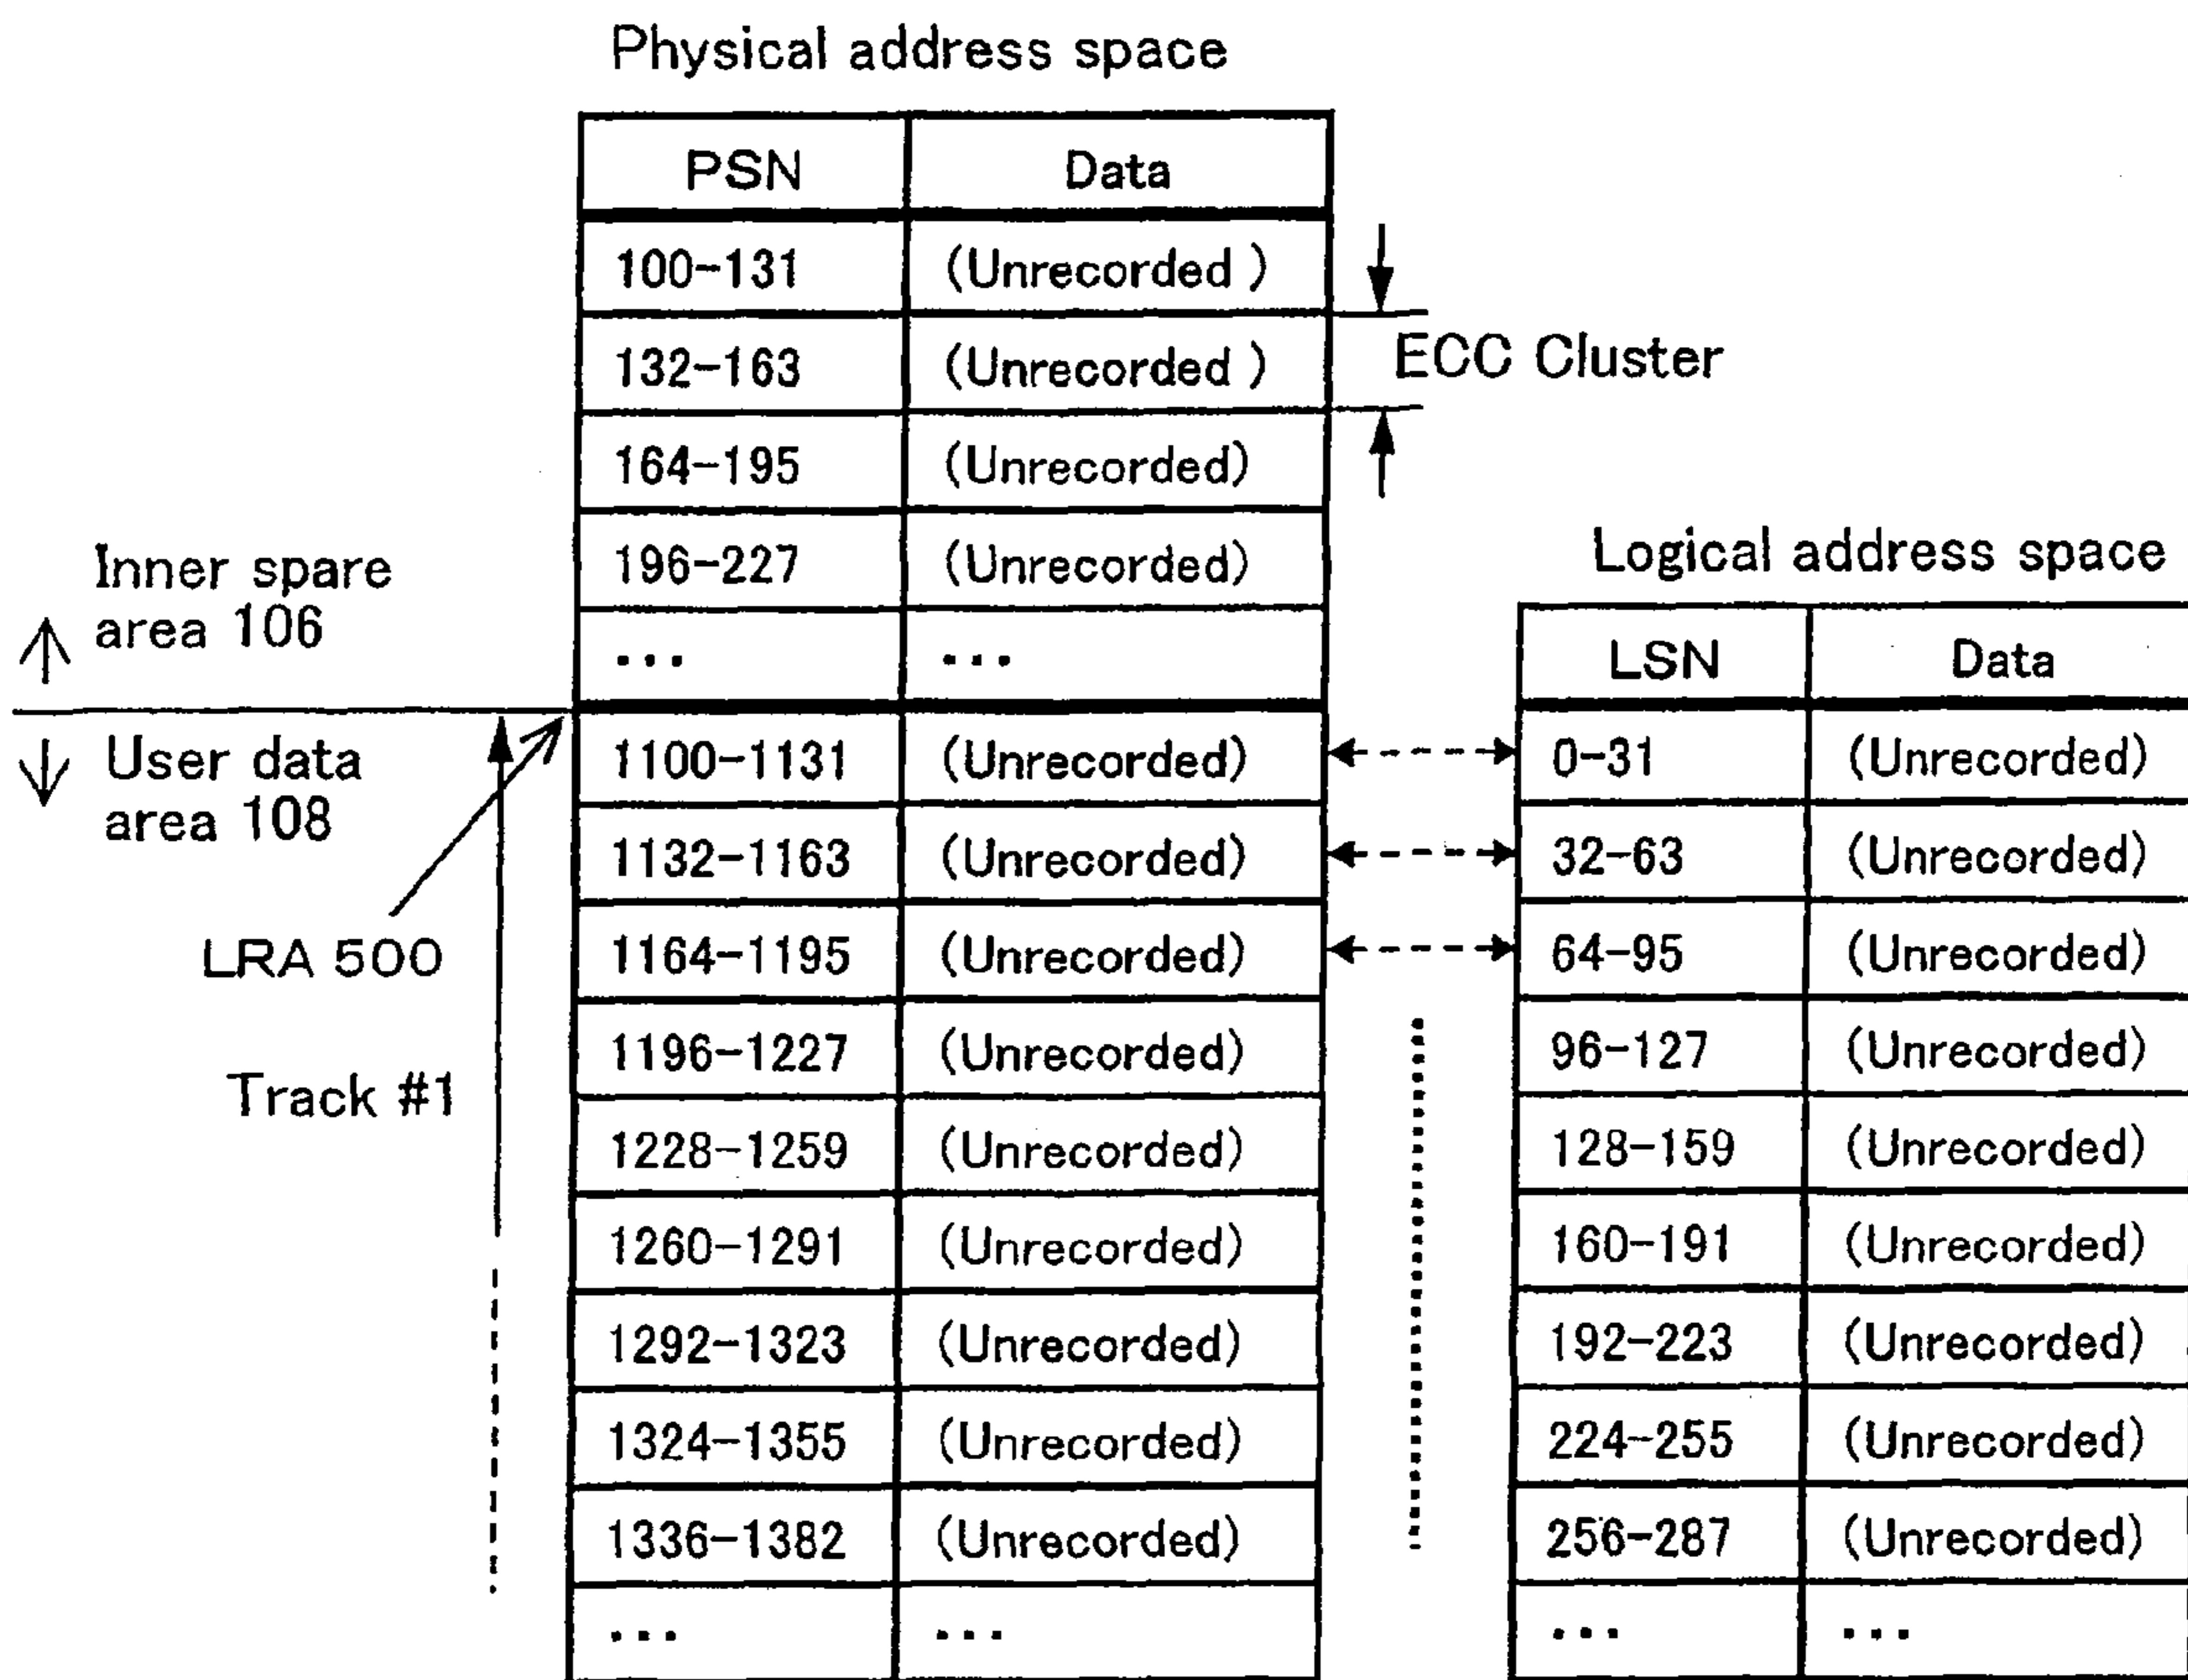 Physical address space
PSN Data
100-131 (Unrecorded )
132-163 (Unrecorded )
ECC Cluster
164-195 (Unrecorded)
196-227 (Unrecorded)
... ...
Inner spare
area 106
User data
area 108
LRA 500
Track #1
1100-1131 (Unrecorded)
1132-1163 (Unrecorded)
1164-1195 (Unrecorded)
1196-1227 (Unrecorded)
1228-1259 (Unrecorded)
1260-1291 (Unrecorded)
1292-1323 (Unrecorded)
1324-1355 (Unrecorded)
1336-1382 (Unrecorded)
... ...
Logical address space
LSN Data
0-31 (Unrecorded)
32-63 (Unrecorded)
64-95 (Unrecorded)
96-127 (Unrecorded)
128-159 (Unrecorded)
160-191 (Unrecorded)
192-223 (Unrecorded)
224-255 (Unrecorded)
256-287 (Unrecorded)
... ...